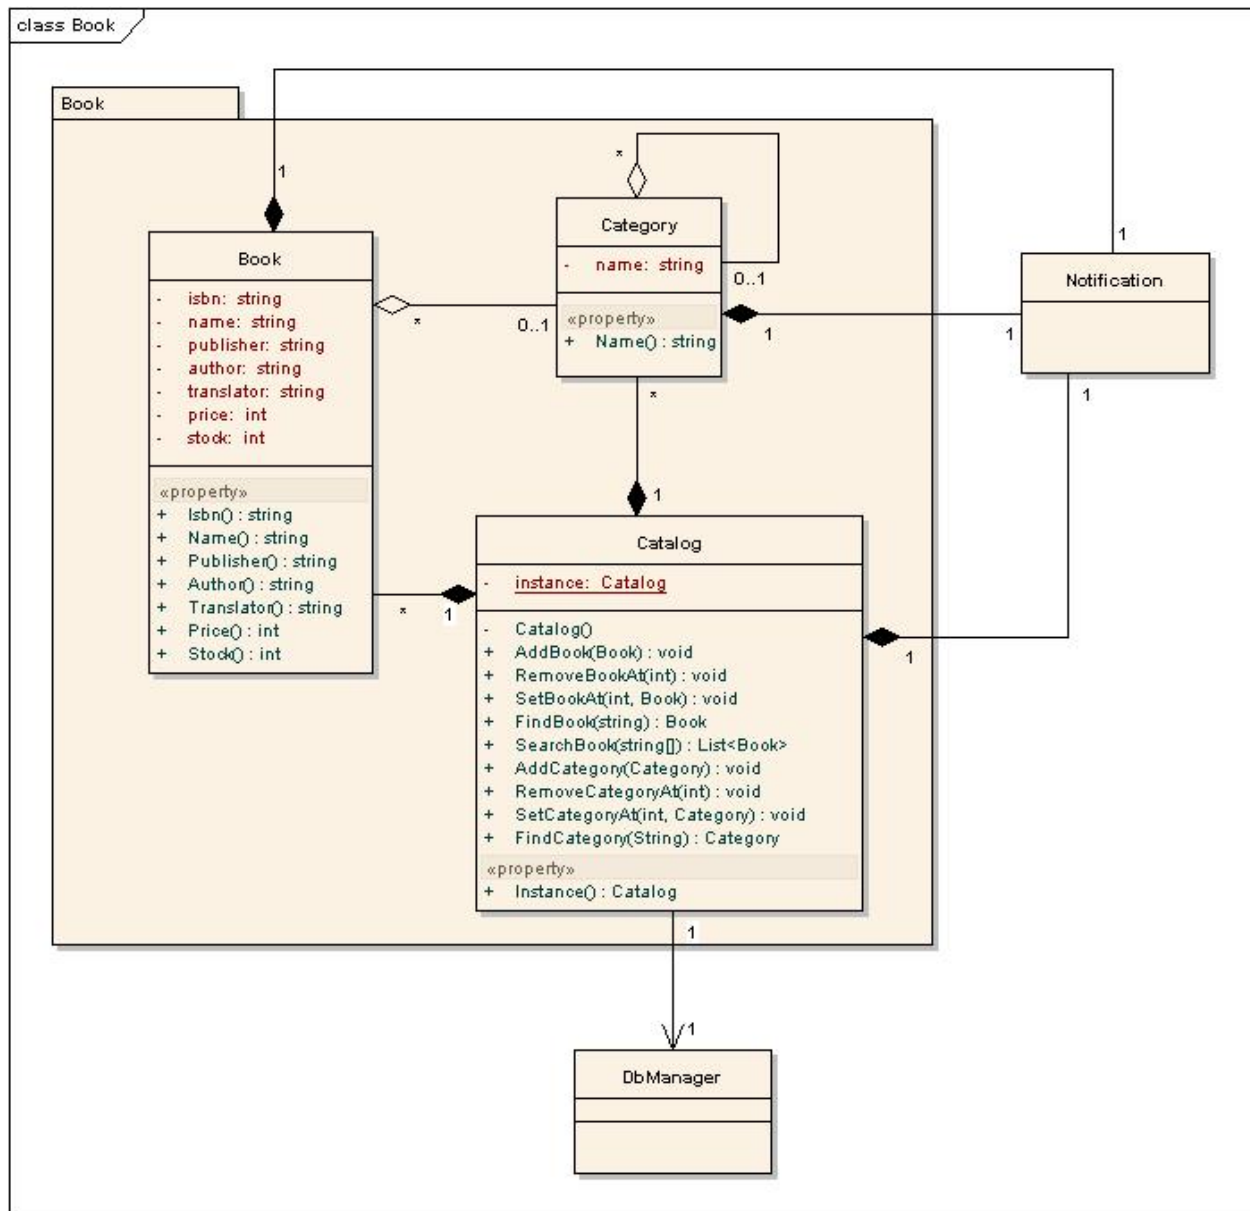 class Book
Book
1
*
Category
- name: string
0..1
«property»
+ Name() : string
Book
- isbn: string
- name: string
- publisher: string
- author: string
- translator: string
- price: int
- stock: int
«property»
+ Isbn() : string
+ Name() : string
+ Publisher() : string
+ Author() : string
+ Translator() : string
+ Price() : int
+ Stock() : int
*
0..1
1
1
1
Notification
1
*
1
*
1
Catalog
- instance: Catalog
- Catalog()
+ AddBook(Book) : void
+ RemoveBookAt(int) : void
+ SetBookAt(int, Book) : void
+ FindBook(string) : Book
+ SearchBook(string[]) : List<Book>
+ AddCategory(Category) : void
+ RemoveCategoryAt(int) : void
+ SetCategoryAt(int, Category) : void
+ FindCategory(String) : Category
«property»
+ Instance() : Catalog
1
1
1
DbManager